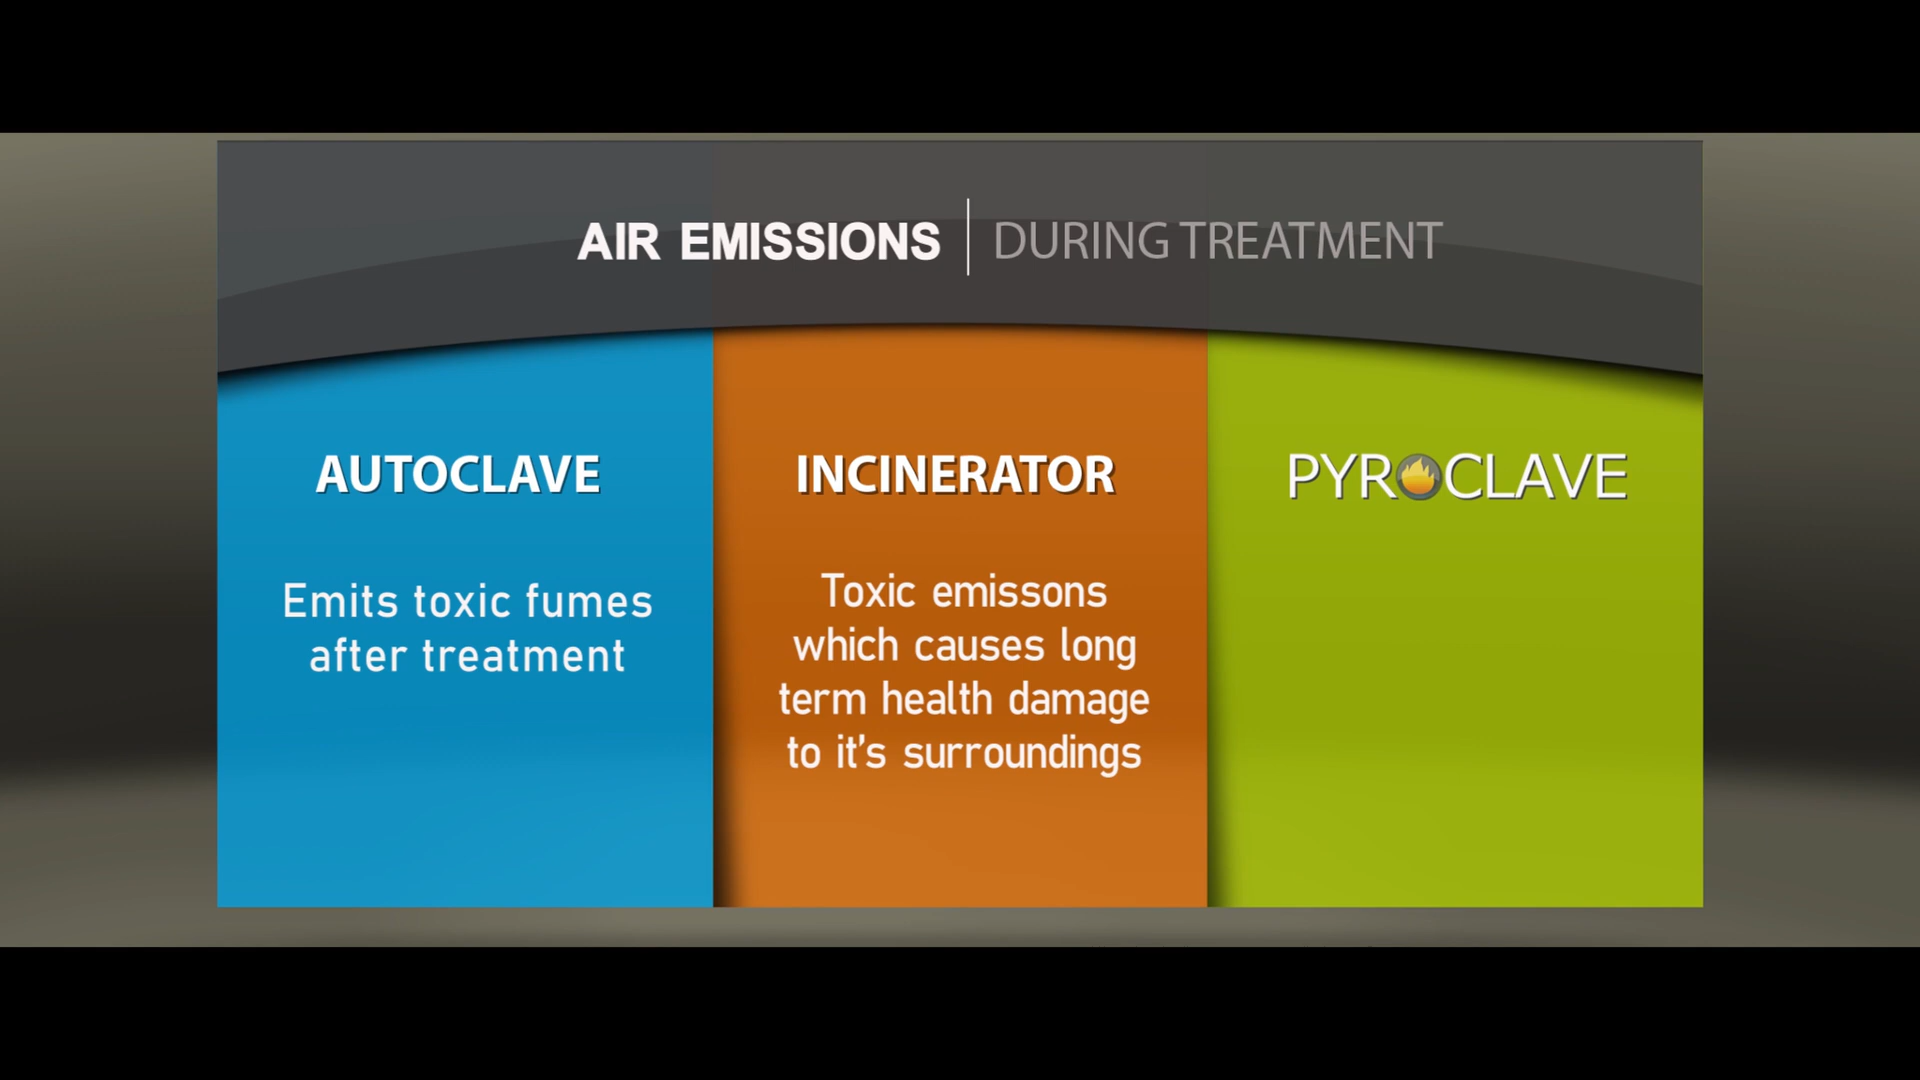 AIR EMISSIONS | DURING TREATMENT
AUTOCLAVE
Emits toxic fumes
after treatment
INCINERATOR
Toxic emissons
which causes long
term health damage
to it's surroundings
PYROCLAVE